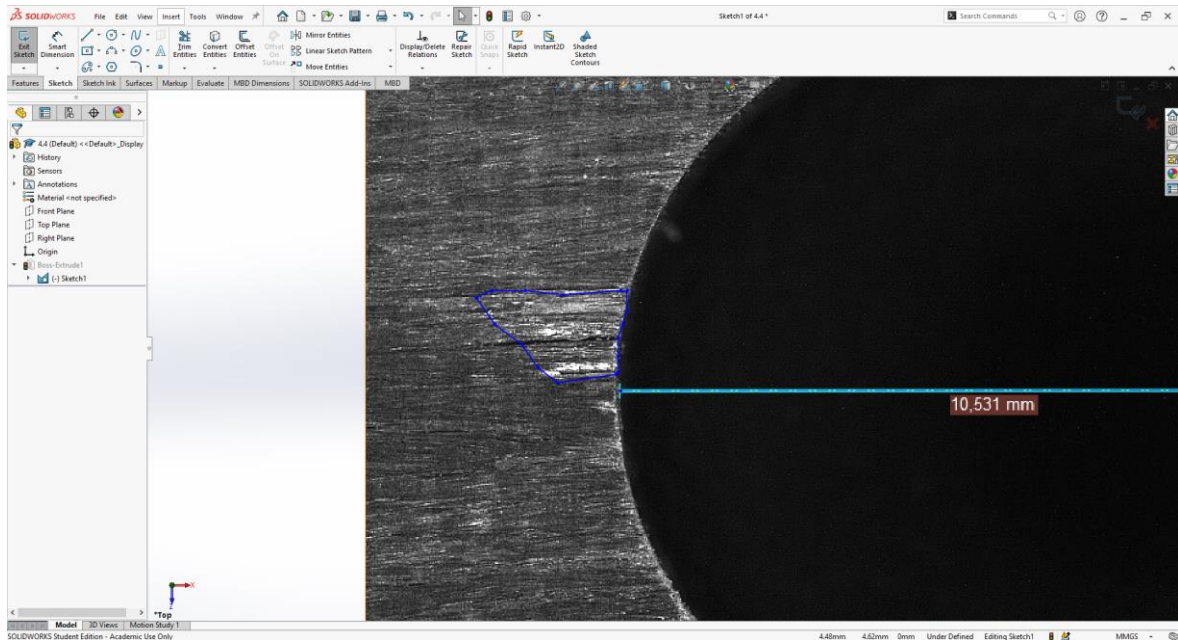 SOLIDWORKS File Edit View Insert Tools Window Sketch1 of 4.4 * Search Commands
Exit Sketch
Smart Dimension
Trim Entities
Convert Entities
Offset Entities
Offset On Surface
Mirror Entities
Linear Sketch Pattern
Move Entities
Display/Delete Relations
Repair Sketch
Quick Snaps
Rapid Sketch
Instant2D
Shaded Sketch Contours
Features Sketch Sketch Ink Surfaces Markup Evaluate MBD Dimensions SOLIDWORKS Add-Ins MBD
4.4 (Default) <<Default>_Display
History
Sensors
Annotations
Material <not specified>
Front Plane
Top Plane
Right Plane
Origin
Boss-Extrude1
(-) Sketch1
10,531 mm
X
Z
*Top
Model 3D Views Motion Study 1
SOLIDWORKS Student Edition - Academic Use Only 4.48mm 4.62mm 0mm Under Defined Editing Sketch1 MMGS